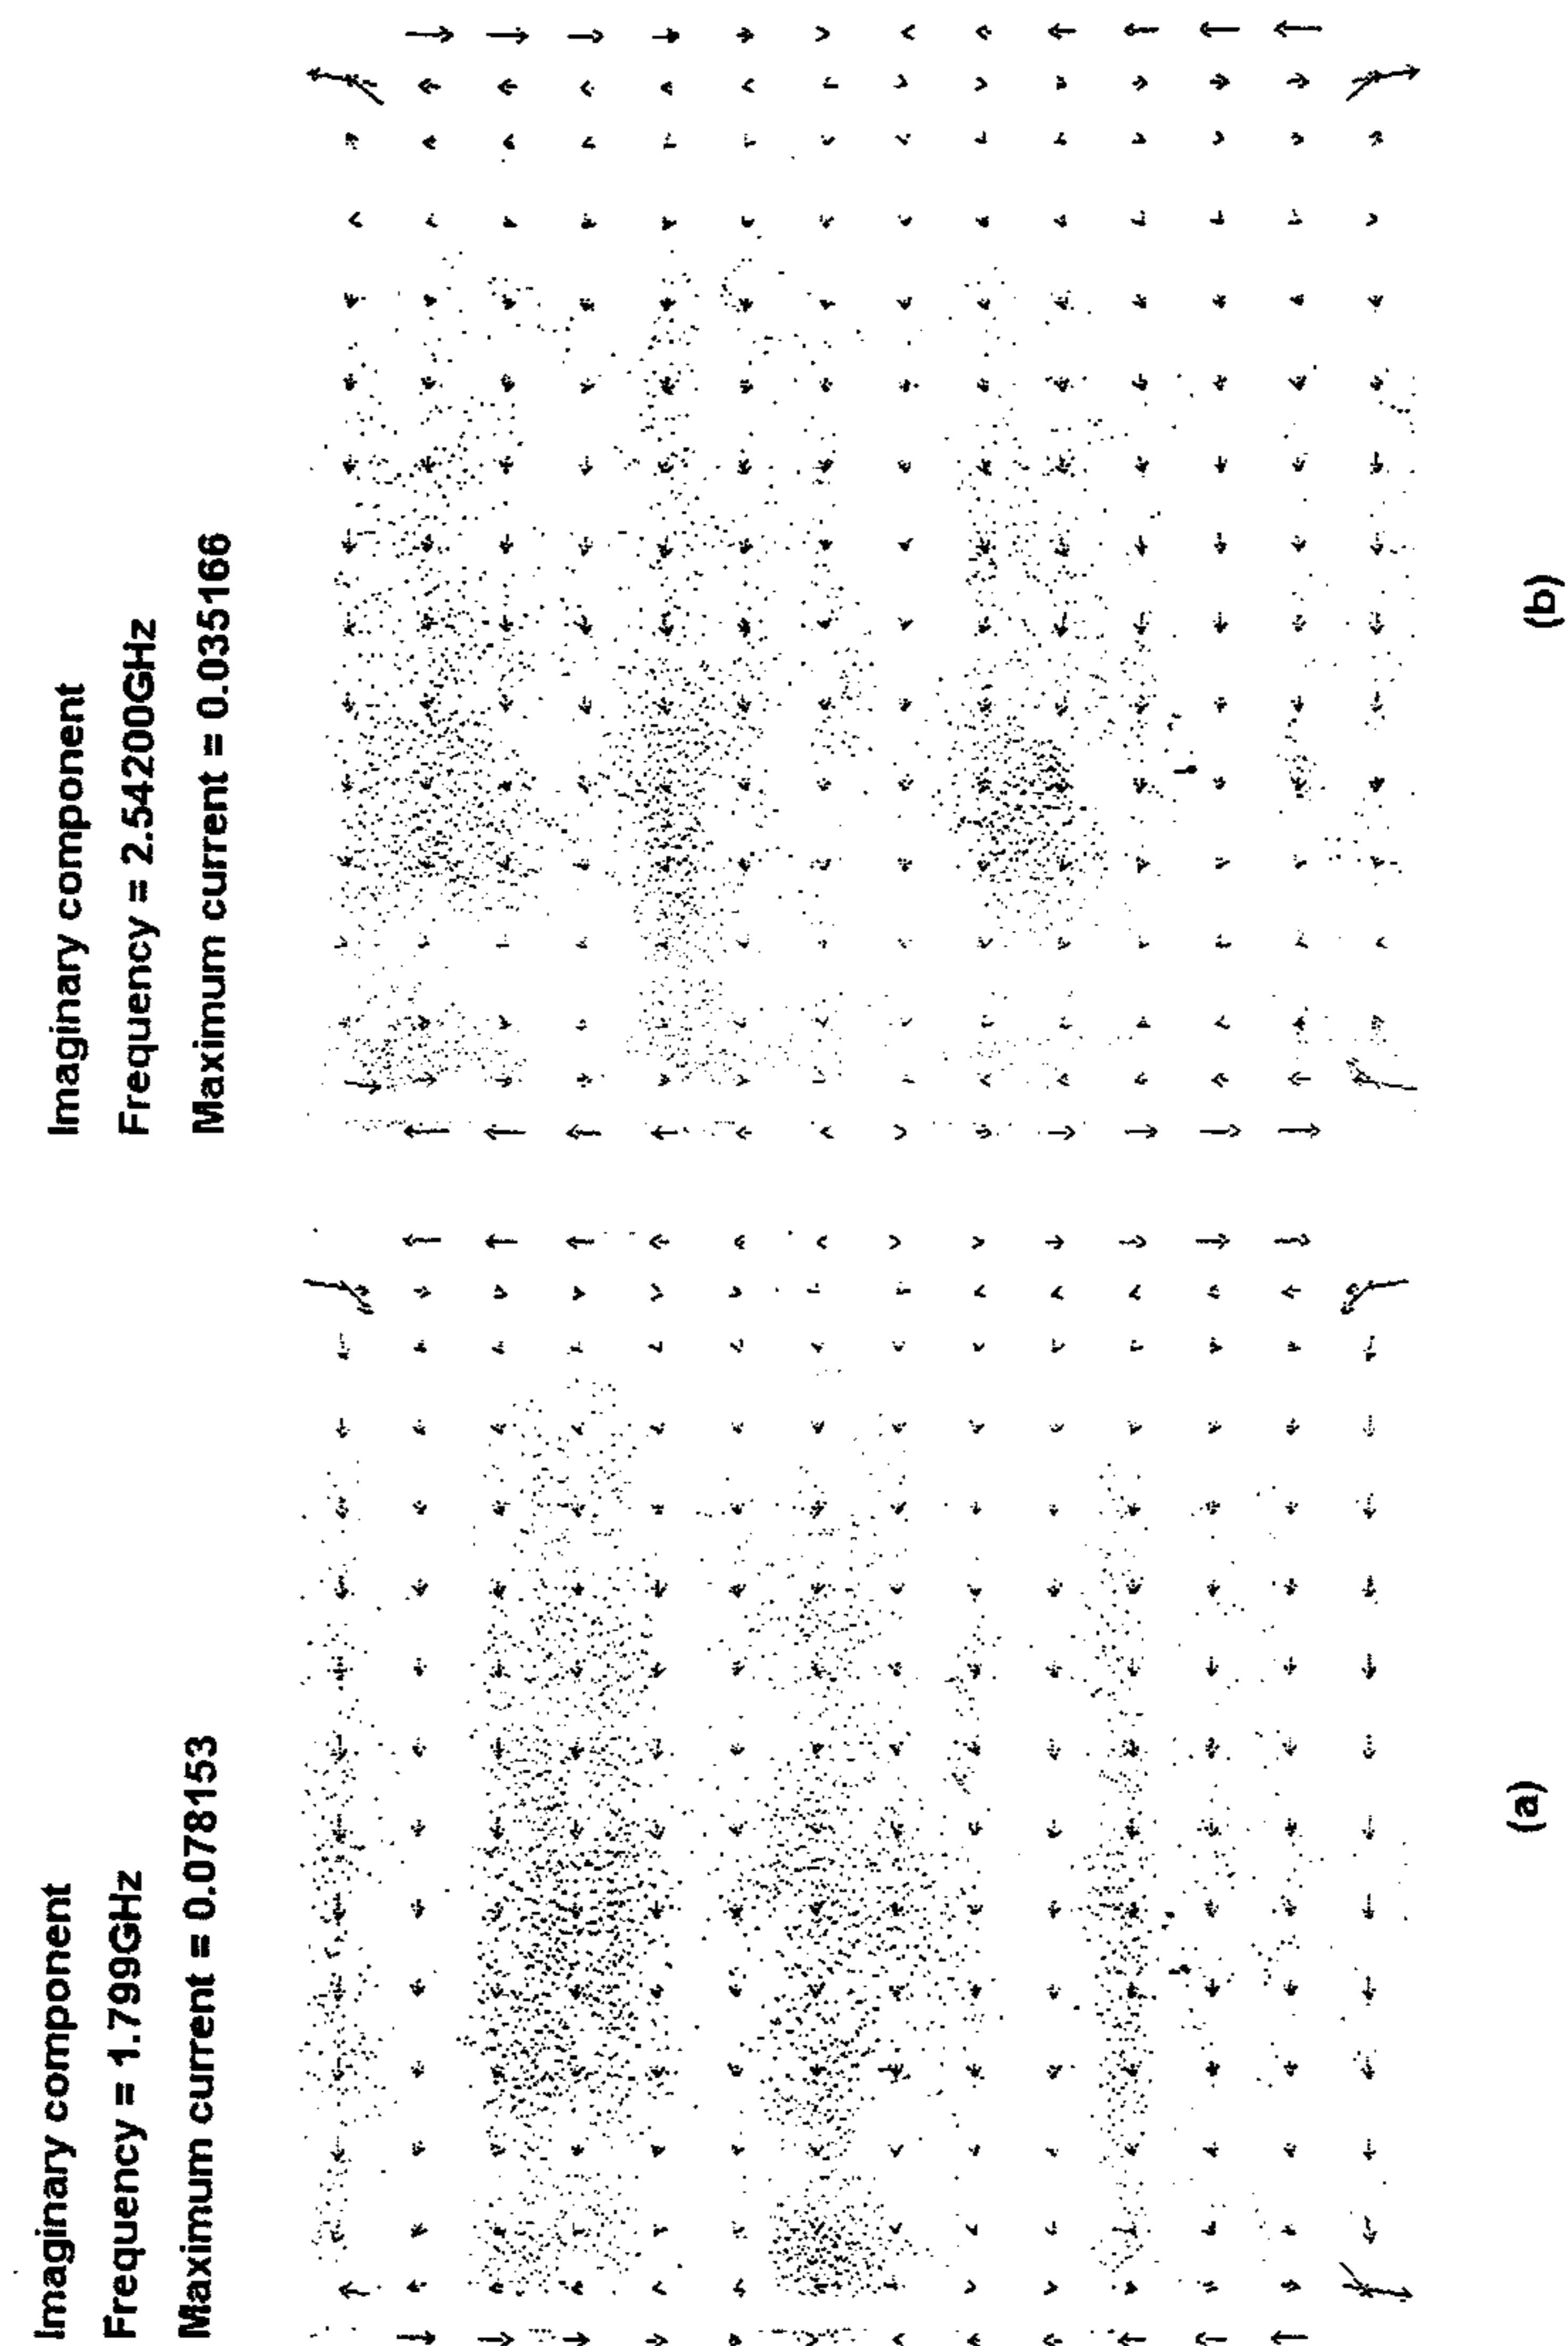 Imaginary component
Frequency = 1.799GHz
Maximum current = 0.078153
(a)
Imaginary component
Frequency = 2.54200GHz
Maximum current = 0.035166
(b)